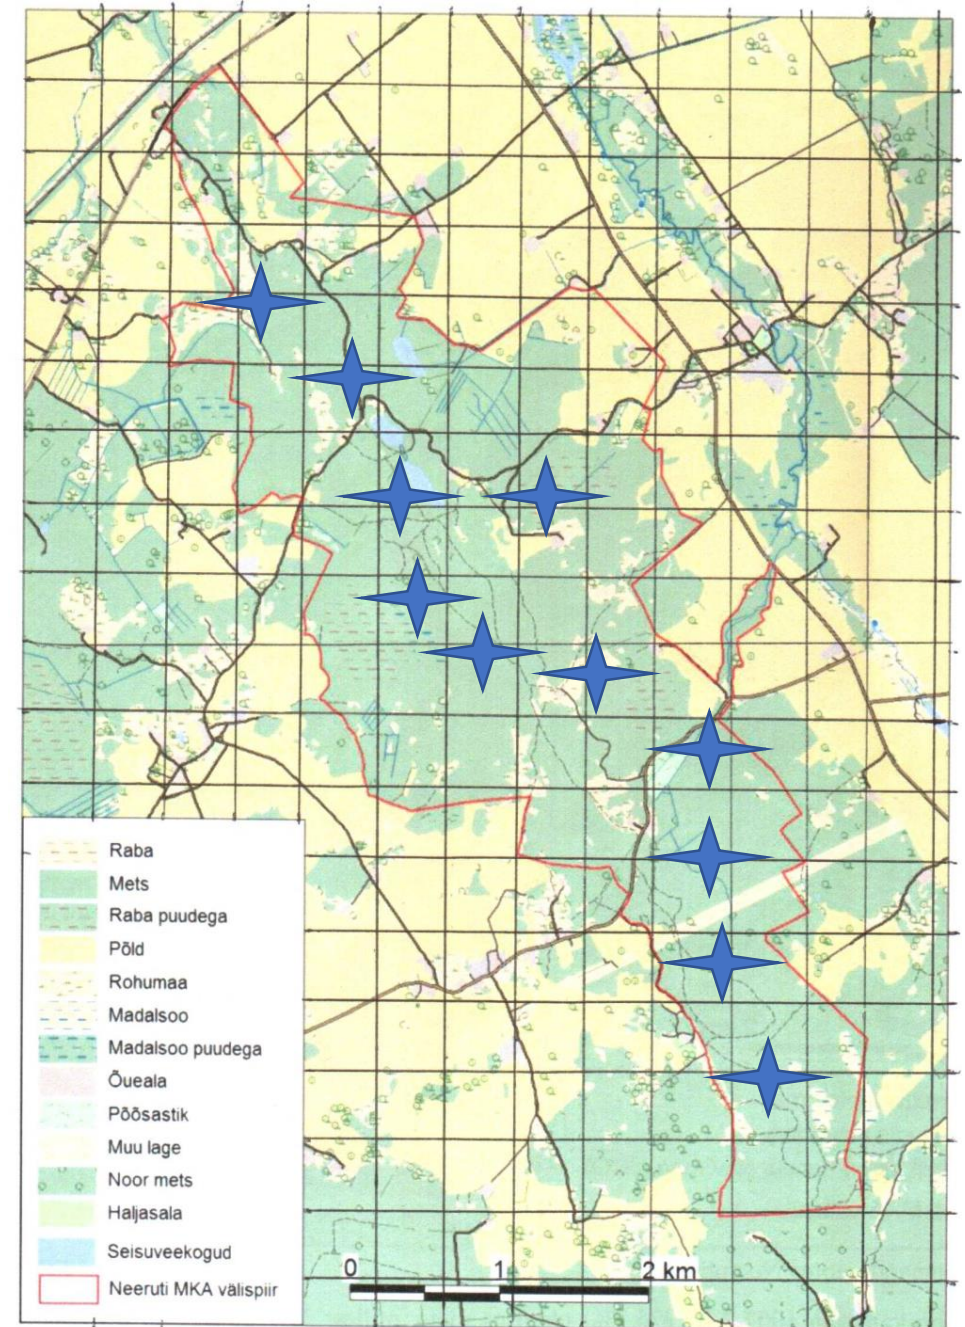 Raba
Mets
Raba puudega
Põld
Rohumaa
Madalsoo
Madalsoo puudega
Õueala
Põõsastik
Muu lage
Noor mets
Haljasala
Seisuveekogud
Neeruti MKA välispiir
0 1 2 km